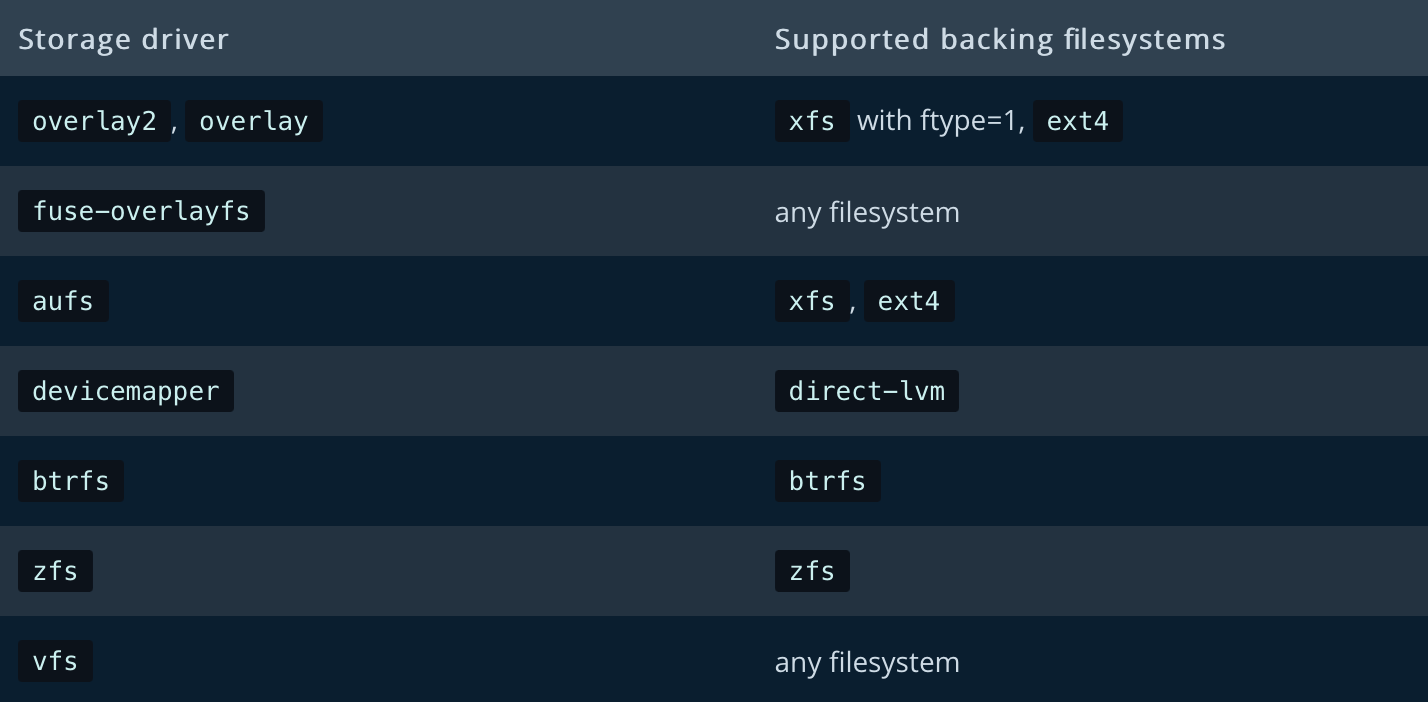 Storage driver Supported backing filesystems
overlay2 , overlay xfs with ftype=1, ext4
fuse-overlayfs any filesystem
aufs xfs , ext4
devicemapper direct-lvm
btrfs btrfs
zfs zfs
vfs any filesystem